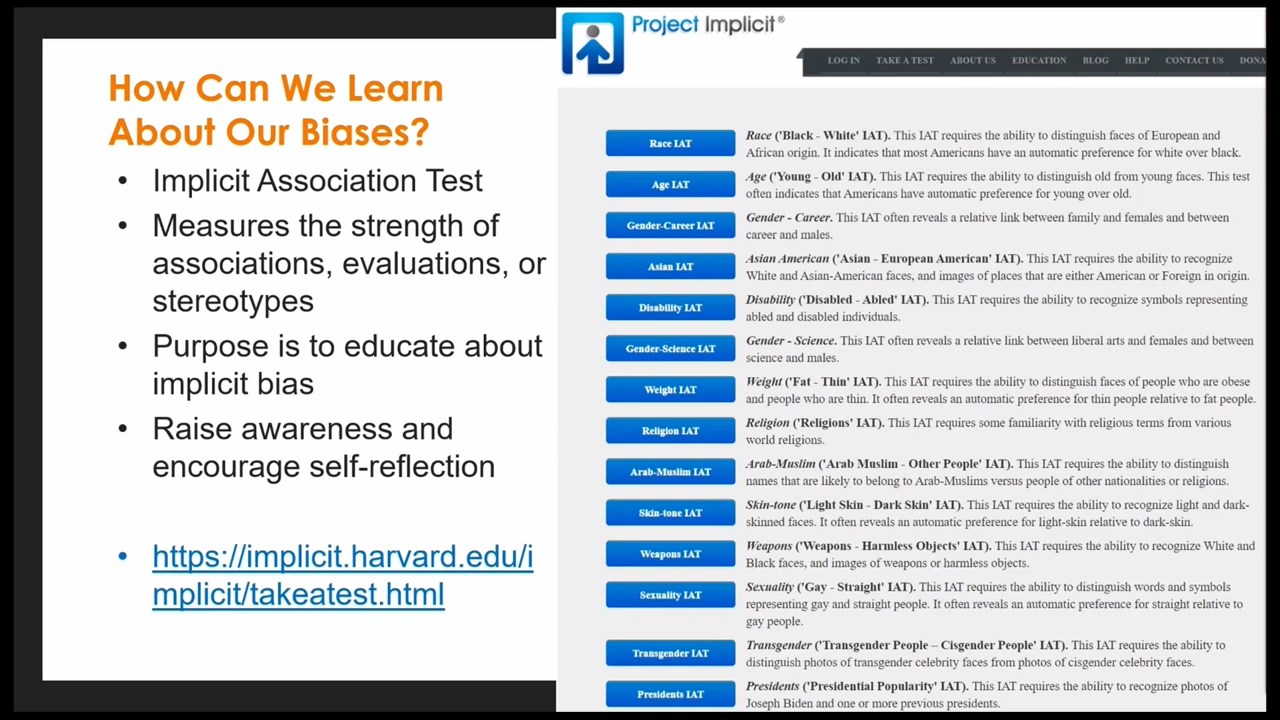 How Can We Learn
About Our Biases?
• Implicit Association Test
• Measures the strength of
associations, evaluations, or
stereotypes
• Purpose is to educate about
implicit bias
• Raise awareness and
encourage self-reflection
• https://implicit.harvard.edu/i
mplicit/takeatest.html
Project Implicit®
LOG IN TAKE A TEST ABOUT US EDUCATION BLOG HELP CONTACT US DONA
Race IAT
Race ('Black - White' IAT). This IAT requires the ability to distinguish faces of European and
African origin. It indicates that most Americans have an automatic preference for white over black.
Age IAT
Age ('Young - Old' IAT). This IAT requires the ability to distinguish old from young faces. This test
often indicates that Americans have automatic preference for young over old.
Gender-Career IAT
Gender - Career. This IAT often reveals a relative link between family and females and between
career and males.
Asian IAT
Asian American ('Asian - European American' IAT). This IAT requires the ability to recognize
White and Asian-American faces, and images of places that are either American or Foreign in origin.
Disability IAT
Disability ('Disabled - Abled' IAT). This IAT requires the ability to recognize symbols representing
abled and disabled individuals.
Gender-Science IAT
Gender - Science. This IAT often reveals a relative link between liberal arts and females and between
science and males.
Weight IAT
Weight ('Fat - Thin' IAT). This IAT requires the ability to distinguish faces of people who are obese
and people who are thin. It often reveals an automatic preference for thin people relative to fat people.
Religion IAT
Religion ('Religions' IAT). This IAT requires some familiarity with religious terms from various
world religions.
Arab-Muslim IAT
Arab-Muslim ('Arab Muslim - Other People' IAT). This IAT requires the ability to distinguish
names that are likely to belong to Arab-Muslims versus people of other nationalities or religions.
Skin-tone IAT
Skin-tone ('Light Skin - Dark Skin' IAT). This IAT requires the ability to recognize light and dark-
skinned faces. It often reveals an automatic preference for light-skin relative to dark-skin.
Weapons IAT
Weapons ('Weapons - Harmless Objects' IAT). This IAT requires the ability to recognize White and
Black faces, and images of weapons or harmless objects.
Sexuality IAT
Sexuality ('Gay - Straight' IAT). This IAT requires the ability to distinguish words and symbols
representing gay and straight people. It often reveals an automatic preference for straight relative to
gay people.
Transgender IAT
Transgender ('Transgender People – Cisgender People' IAT). This IAT requires the ability to
distinguish photos of transgender celebrity faces from photos of cisgender celebrity faces.
Presidents IAT
Presidents ('Presidential Popularity' IAT). This IAT requires the ability to recognize photos of
Joseph Biden and one or more previous presidents.